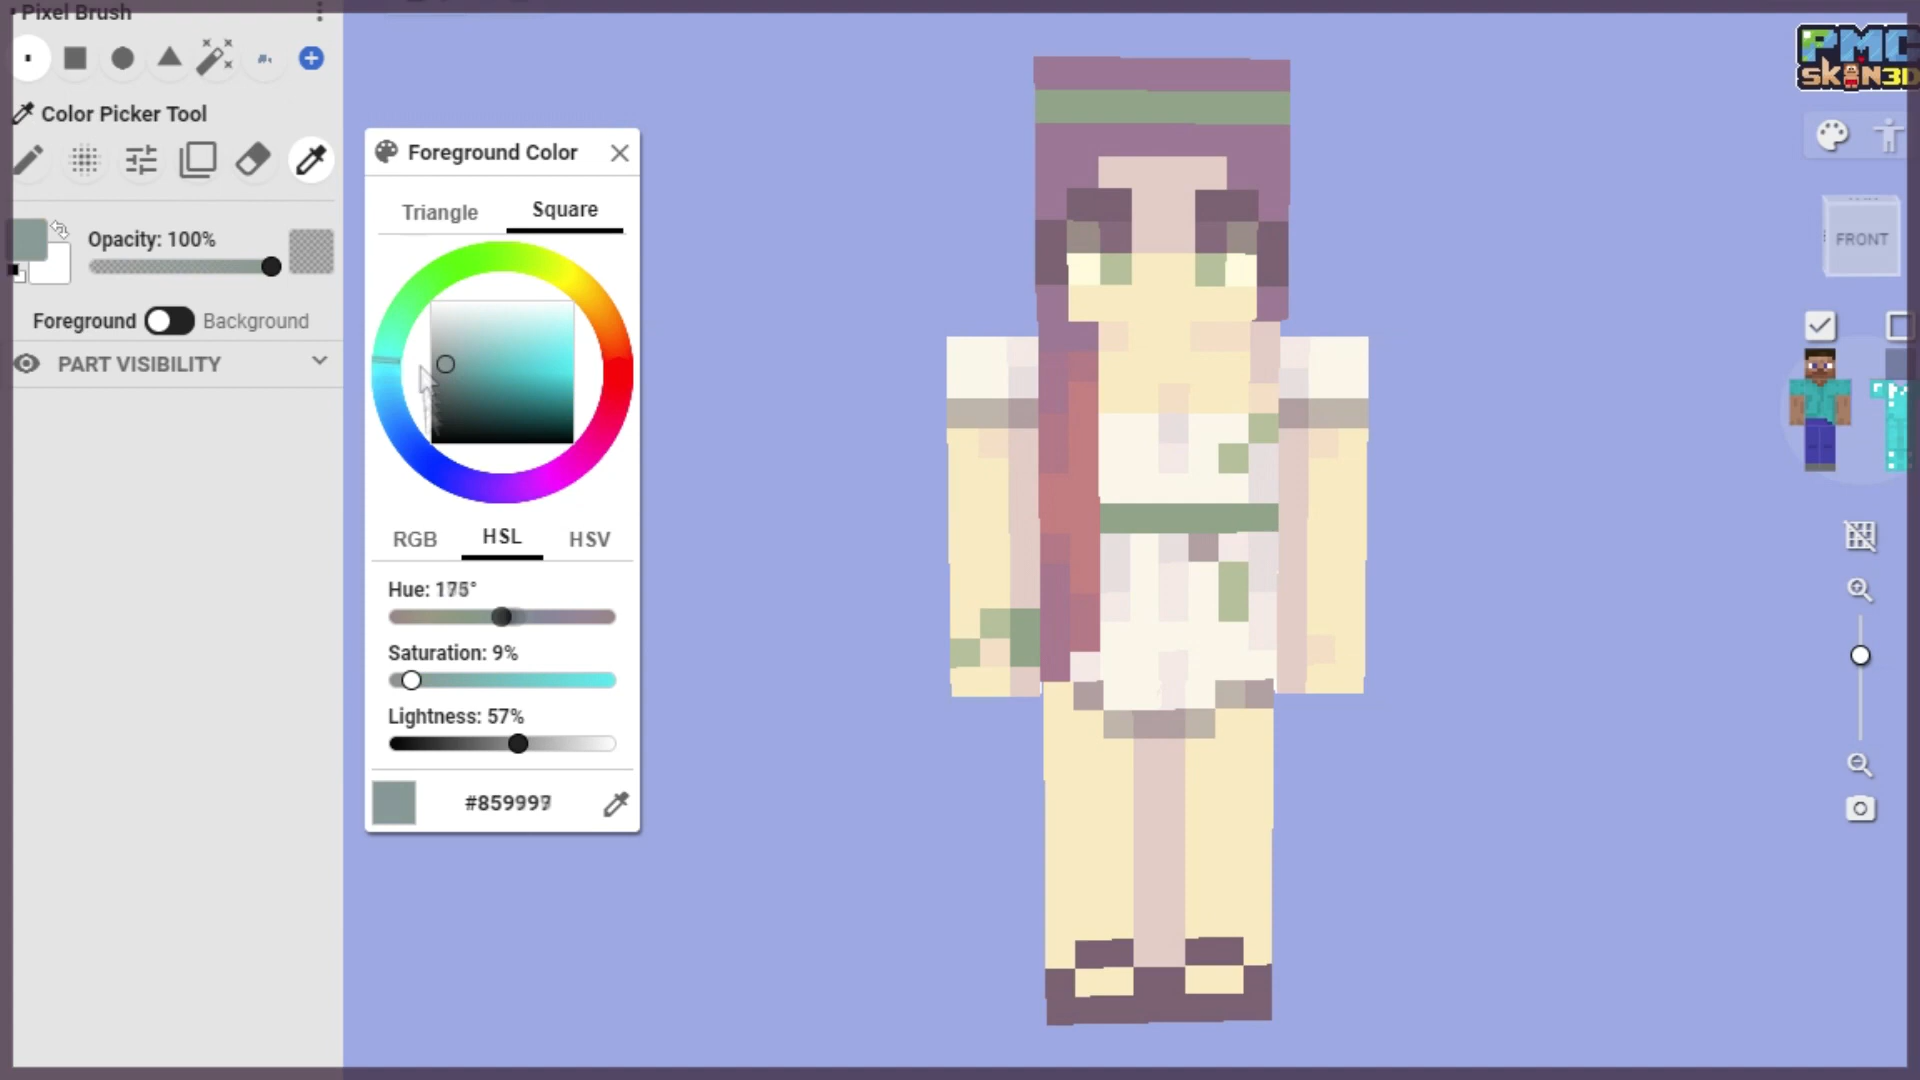 Pixel Brush
Color Picker Tool
Opacity: 100%
Foreground
Background
PART VISIBILITY
Foreground Color
Triangle
Square
RGB
HSL
HSV
Hue: 175°
Saturation: 9%
Lightness: 57%
PMC
SKIN3D
FRONT